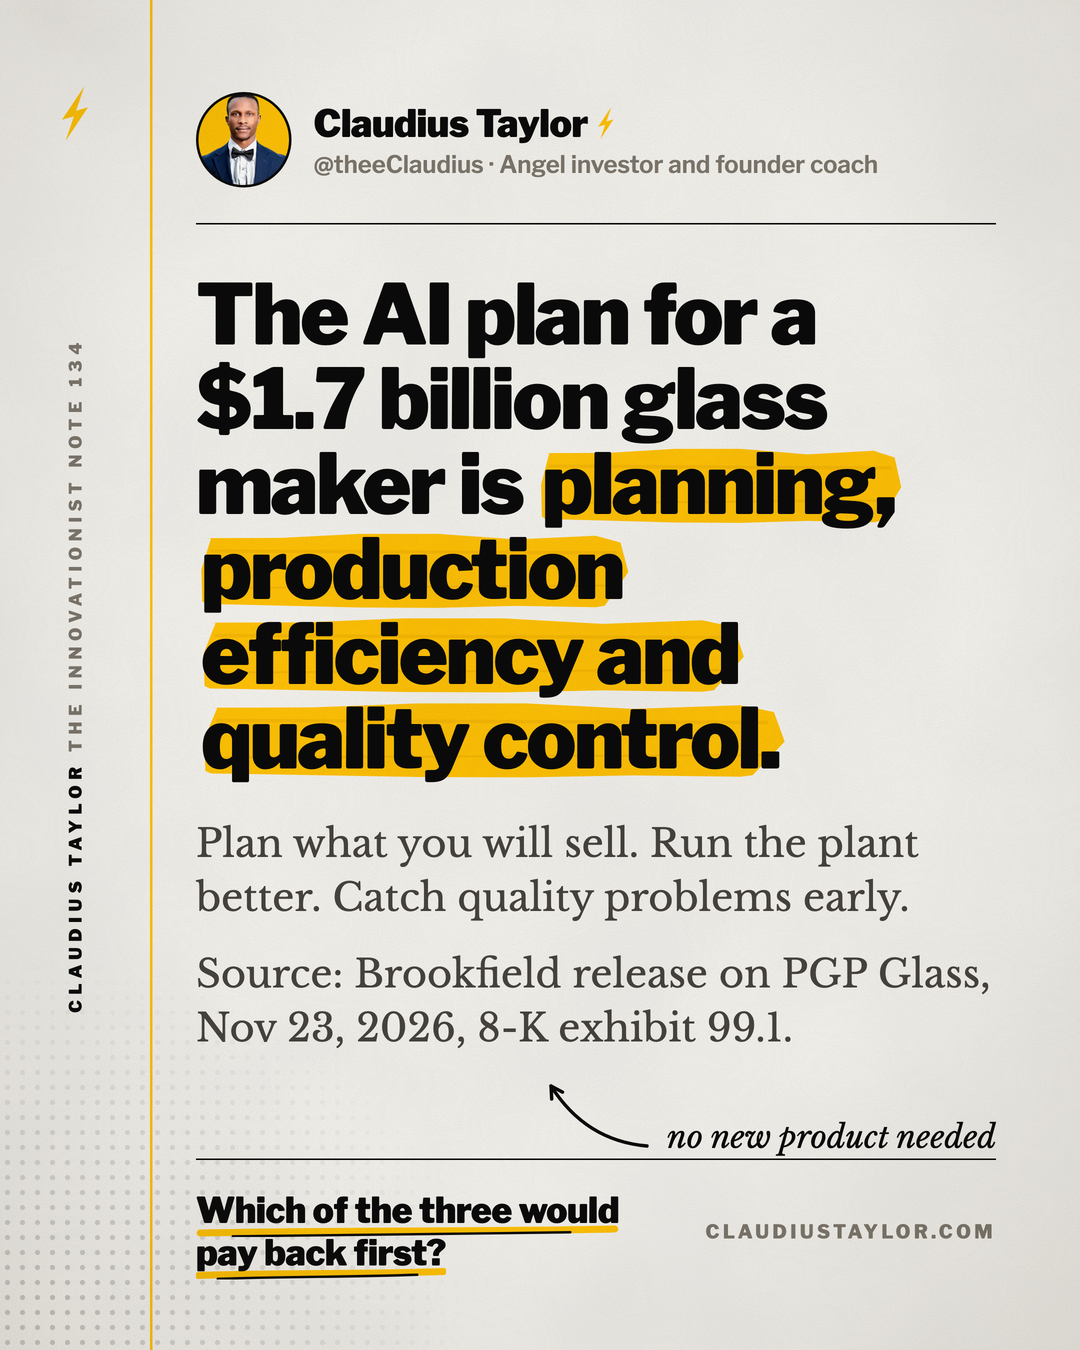 Claudius Taylor
@theeClaudius · Angel investor and founder coach
The AI plan for a
$1.7 billion glass
maker is planning,
production
efficiency and
quality control.
Plan what you will sell. Run the plant
better. Catch quality problems early.
Source: Brookfield release on PGP Glass,
Nov 23, 2026, 8-K exhibit 99.1.
no new product needed
Which of the three would
pay back first?
CLAUDIUSTAYLOR.COM
CLAUDIUS TAYLOR THE INNOVATIONIST NOTE 134